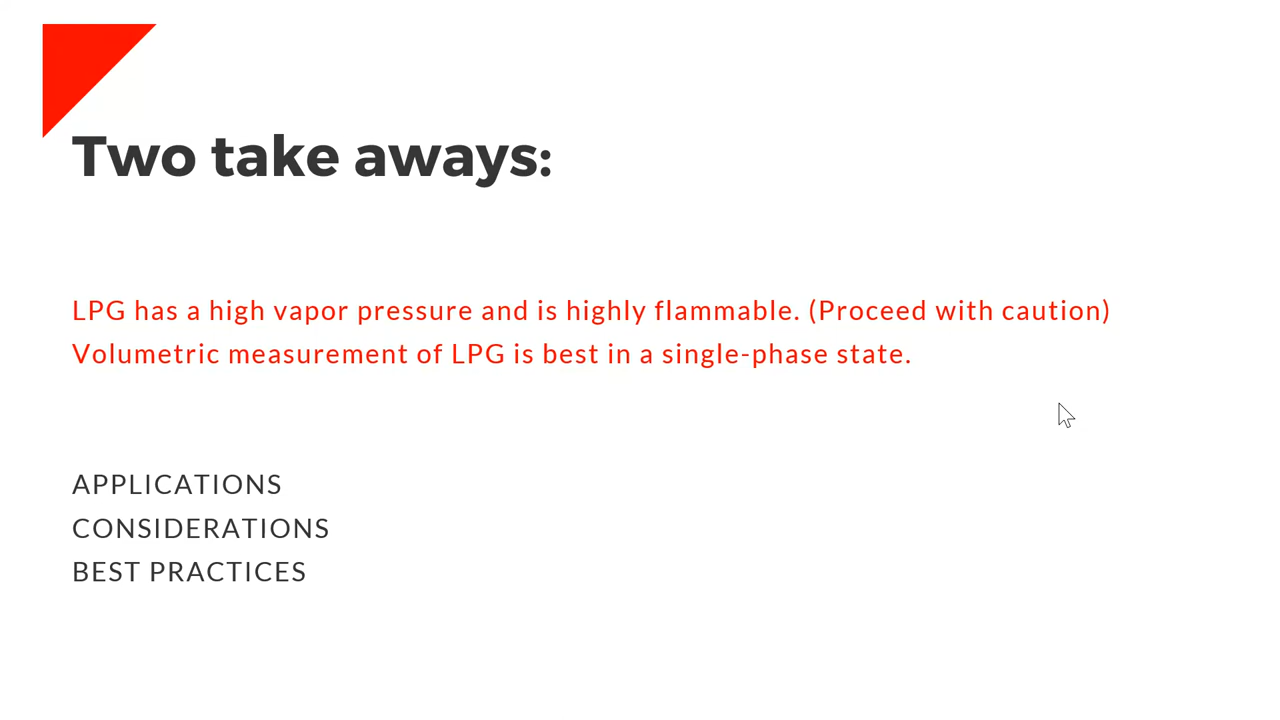 Two take aways:
LPG has a high vapor pressure and is highly flammable. (Proceed with caution)
Volumetric measurement of LPG is best in a single-phase state.
APPLICATIONS
CONSIDERATIONS
BEST PRACTICES